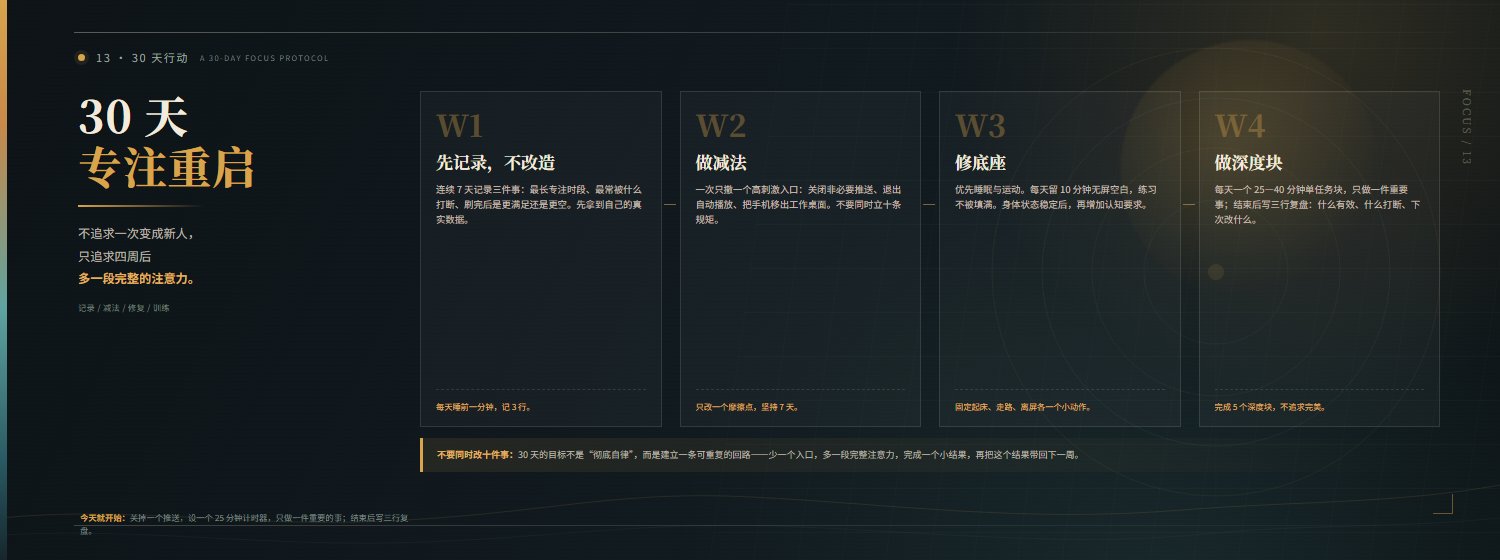 13 · 30 天行动 A 30-DAY FOCUS PROTOCOL
30 天
专注重启
不追求一次变成新人，
只追求四周后
多一段完整的注意力。
记录 / 减法 / 修复 / 训练
W1
先记录，不改造
连续 7 天记录三件事：最长专注时段、最常被什么
打断、刷完后是更满足还是更空。先拿到自己的真
实数据。
每天睡前一分钟，记 3 行。
W2
做减法
一次只撤一个高刺激入口：关闭非必要推送、退出
自动播放、把手机移出工作桌面。不要同时立十条
规矩。
只改一个摩擦点，坚持 7 天。
W3
修底座
优先睡眠与运动。每天留 10 分钟无屏空白，练习
不被填满。身体状态稳定后，再增加认知要求。
固定起床、走路、离屏各一个小动作。
W4
做深度块
每天一个 25—40 分钟单任务块，只做一件重要
事；结束后写三行复盘：什么有效、什么打断、下
次改什么。
完成 5 个深度块，不追求完美。
不要同时改十件事：30 天的目标不是“彻底自律”，而是建立一条可重复的回路——少一个入口，多一段完整注意力，完成一个小结果，再把这个结果带回下一周。
今天就开始：关掉一个推送，设一个 25 分钟计时器，只做一件重要的事；结束后写三行复
盘。
FOCUS / 13